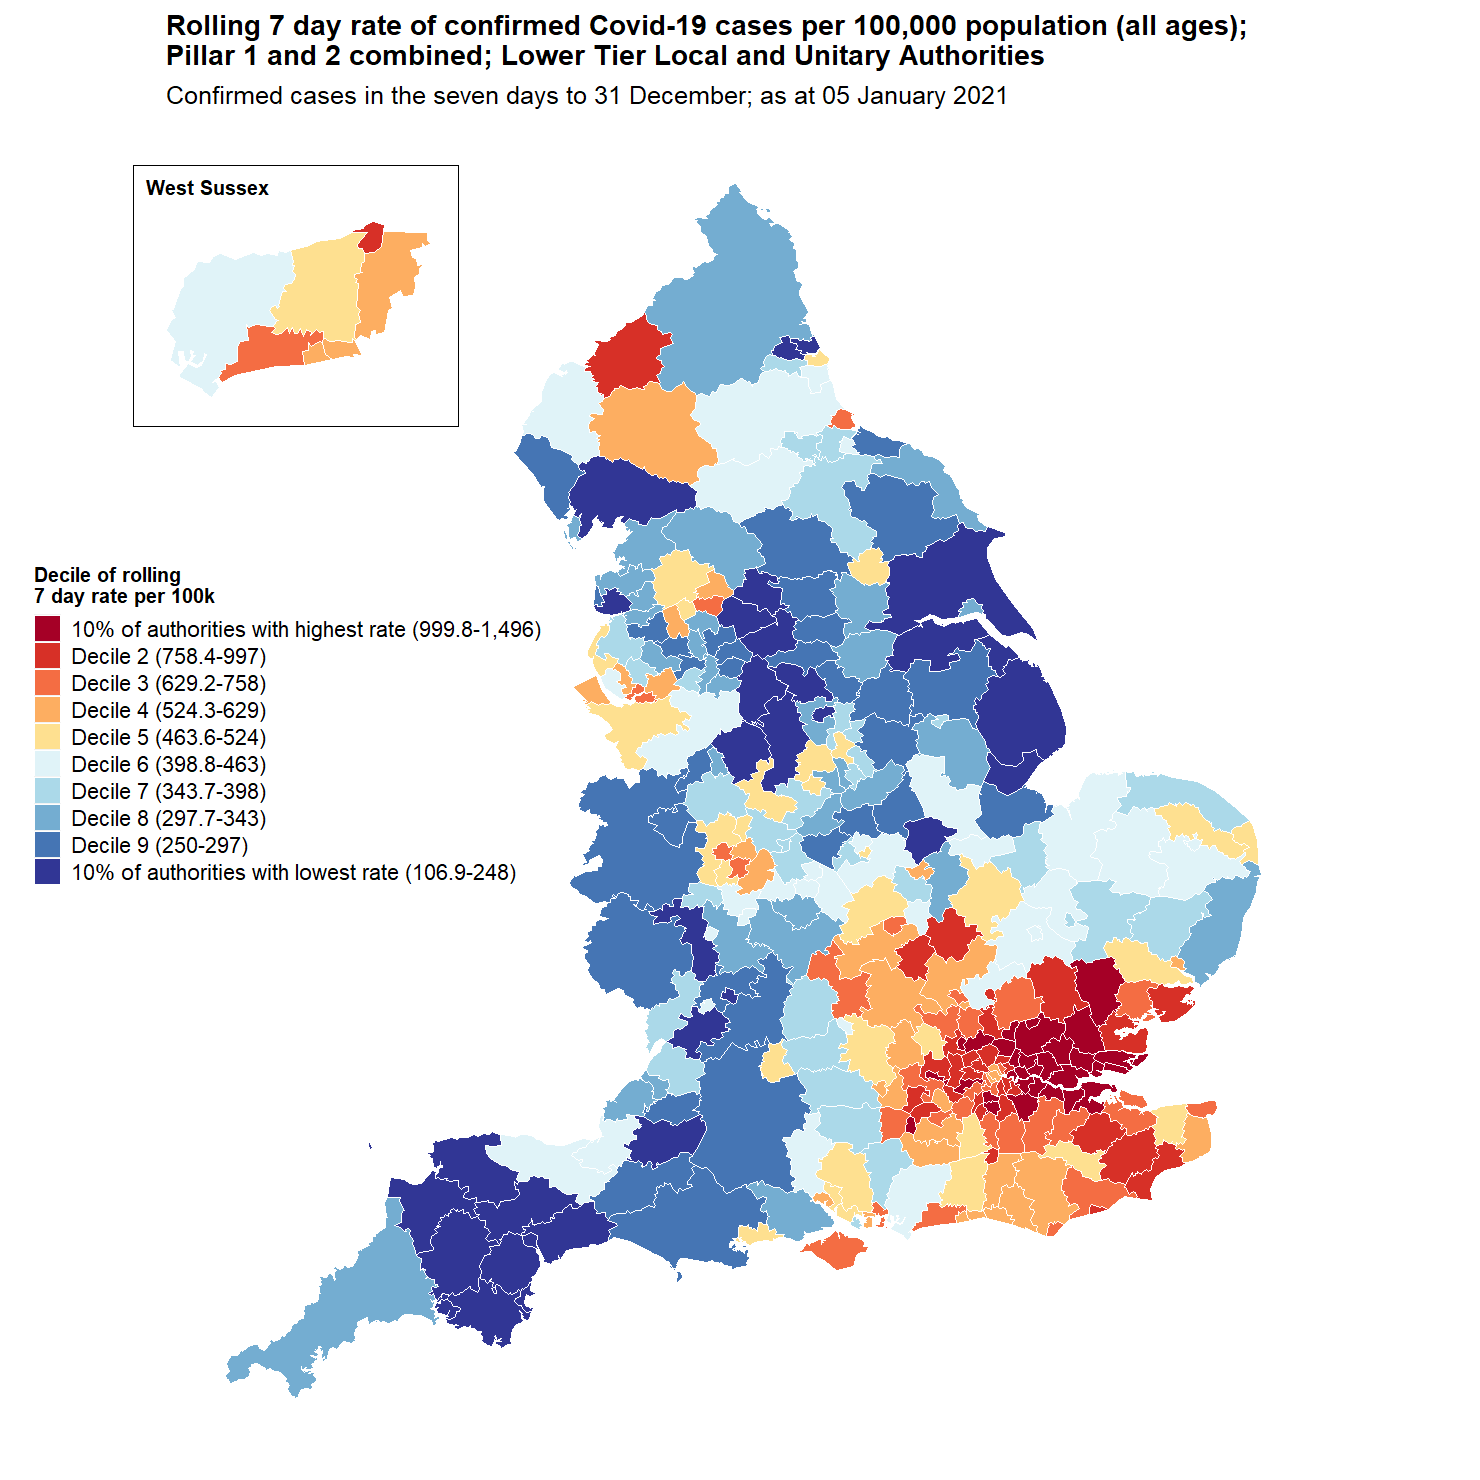 Rolling 7 day rate of confirmed Covid-19 cases per 100,000 population (all ages);
Pillar 1 and 2 combined; Lower Tier Local and Unitary Authorities
Confirmed cases in the seven days to 31 December; as at 05 January 2021
West Sussex
Decile of rolling
7 day rate per 100k
10% of authorities with highest rate (999.8-1,496)
Decile 2 (758.4-997)
Decile 3 (629.2-758)
Decile 4 (524.3-629)
Decile 5 (463.6-524)
Decile 6 (398.8-463)
Decile 7 (343.7-398)
Decile 8 (297.7-343)
Decile 9 (250-297)
10% of authorities with lowest rate (106.9-248)